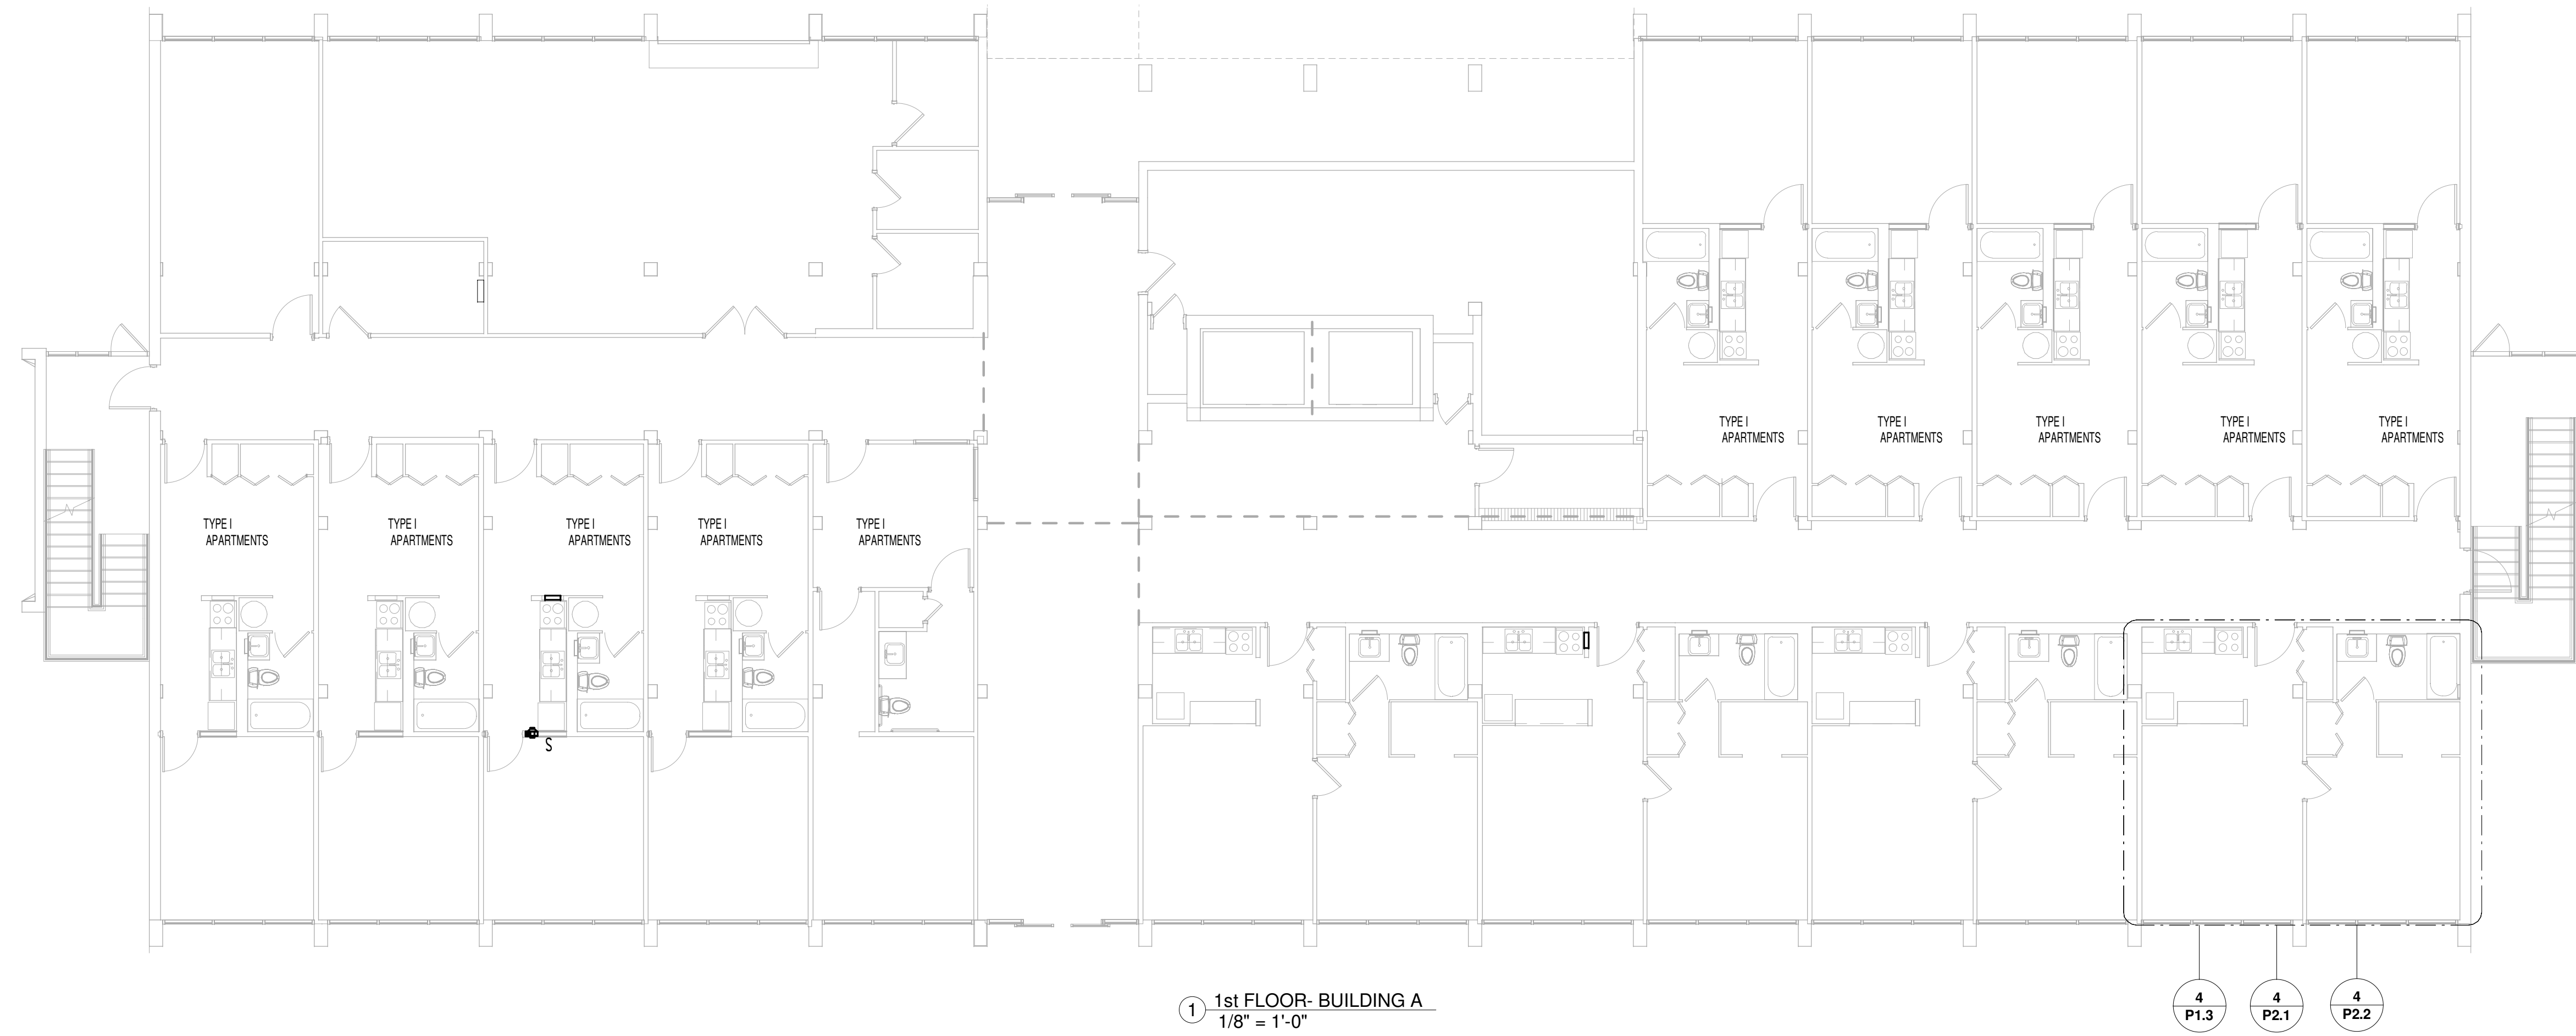 TYPE I
APARTMENTS
TYPE I
APARTMENTS
TYPE I
APARTMENTS
TYPE I
APARTMENTS
TYPE I
APARTMENTS
TYPE I
APARTMENTS
TYPE I
APARTMENTS
TYPE I
APARTMENTS
TYPE I
APARTMENTS
TYPE I
APARTMENTS
S
1
1st FLOOR- BUILDING A
1/8" = 1'-0"
4
P1.3
4
P2.1
4
P2.2